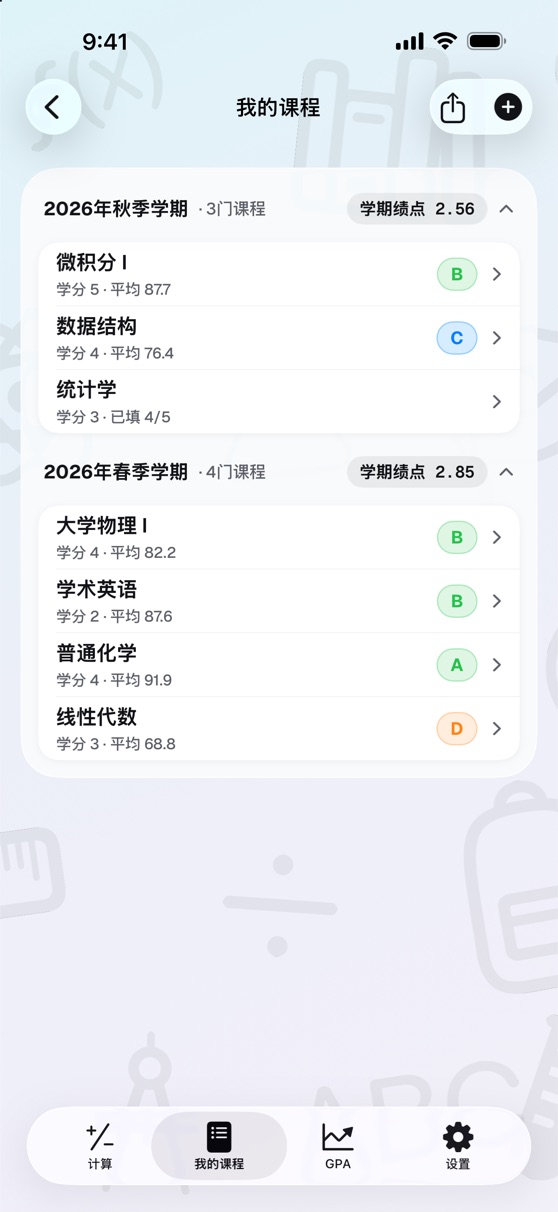 9:41
我的课程
2026年秋季学期 · 3门课程 学期绩点 2.56
微积分 I
B
学分 5 · 平均 87.7
数据结构
C
学分 4 · 平均 76.4
统计学
学分 3 · 已填 4/5
2026年春季学期 · 4门课程 学期绩点 2.85
大学物理 I
B
学分 4 · 平均 82.2
学术英语
B
学分 2 · 平均 87.6
普通化学
A
学分 4 · 平均 91.9
线性代数
D
学分 3 · 平均 68.8
计算 我的课程 GPA 设置